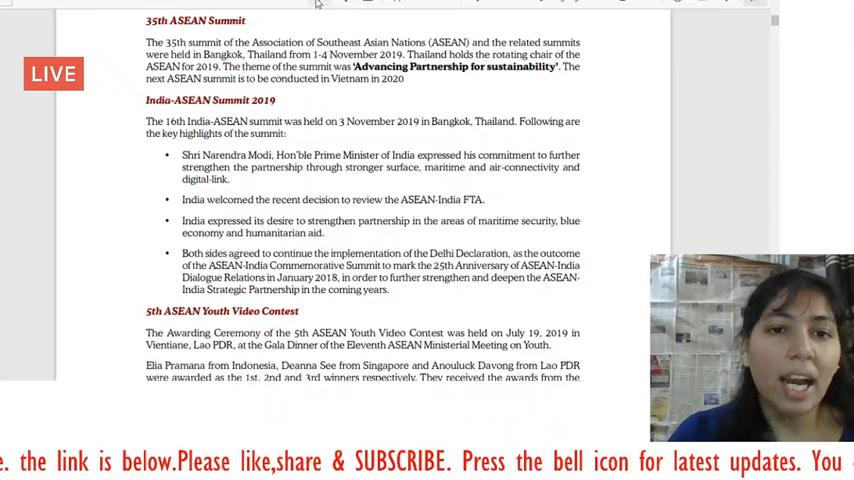 35th ASEAN Summit
The 35th summit of the Association of Southeast Asian Nations (ASEAN) and the related summits
were held in Bangkok, Thailand from 1-4 November 2019. Thailand holds the rotating chair of the
ASEAN for 2019. The theme of the summit was 'Advancing Partnership for sustainability'. The
next ASEAN summit is to be conducted in Vietnam in 2020
LIVE
India-ASEAN Summit 2019
The 16th India-ASEAN summit was held on 3 November 2019 in Bangkok, Thailand. Following are
the key highlights of the summit:
• Shri Narendra Modi, Hon'ble Prime Minister of India expressed his commitment to further
strengthen the partnership through stronger surface, maritime and air-connectivity and
digital-link.
• India welcomed the recent decision to review the ASEAN-India FTA.
• India expressed its desire to strengthen partnership in the areas of maritime security, blue
economy and humanitarian aid.
• Both sides agreed to continue the implementation of the Delhi Declaration, as the outcome
of the ASEAN-India Commemorative Summit to mark the 25th Anniversary of ASEAN-India
Dialogue Relations in January 2018, in order to further strengthen and deepen the ASEAN-
India Strategic Partnership in the coming years.
5th ASEAN Youth Video Contest
The Awarding Ceremony of the 5th ASEAN Youth Video Contest was held on July 19, 2019 in
Vientiane, Lao PDR, at the Gala Dinner of the Eleventh ASEAN Ministerial Meeting on Youth.
Elia Pramana from Indonesia, Deanna See from Singapore and Anouluck Davong from Lao PDR
were awarded as the 1st, 2nd and 3rd winners respectively. They received the awards from the
e. the link is below.Please like,share & SUBSCRIBE. Press the bell icon for latest updates. You